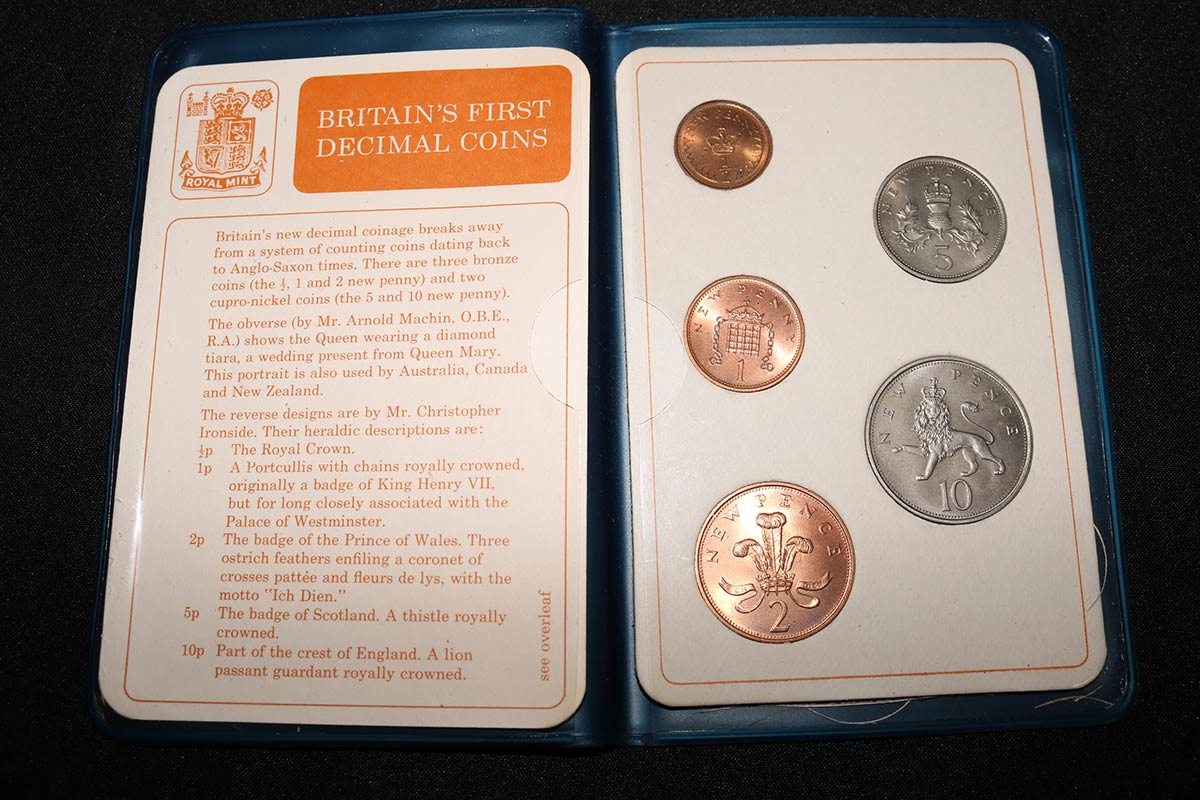 ROYAL MINT
BRITAIN'S FIRST
DECIMAL COINS
Britain's new decimal coinage breaks away
from a system of counting coins dating back
to Anglo-Saxon times. There are three bronze
coins (the ½, 1 and 2 new penny) and two
cupro-nickel coins (the 5 and 10 new penny).
The obverse (by Mr. Arnold Machin, O.B.E.,
R.A.) shows the Queen wearing a diamond
tiara, a wedding present from Queen Mary.
This portrait is also used by Australia, Canada
and New Zealand.
The reverse designs are by Mr. Christopher
Ironside. Their heraldic descriptions are:
½p The Royal Crown.
1p A Portcullis with chains royally crowned,
originally a badge of King Henry VII,
but for long closely associated with the
Palace of Westminster.
2p The badge of the Prince of Wales. Three
ostrich feathers enfiling a coronet of
crosses pattée and fleurs de lys, with the
motto "Ich Dien."
5p The badge of Scotland. A thistle royally
crowned.
10p Part of the crest of England. A lion
passant guardant royally crowned.
see overleaf
NEW PENNY
½
NEW PENCE
5
NEW PENNY
1
NEW PENCE
10
NEW PENCE
2